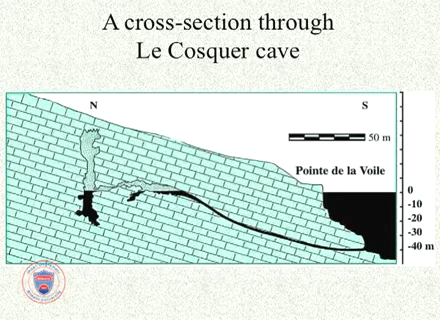 A cross-section through
Le Cosquer cave
N
S
50 m
Pointe de la Voile
0
-10
-20
-30
-40 m